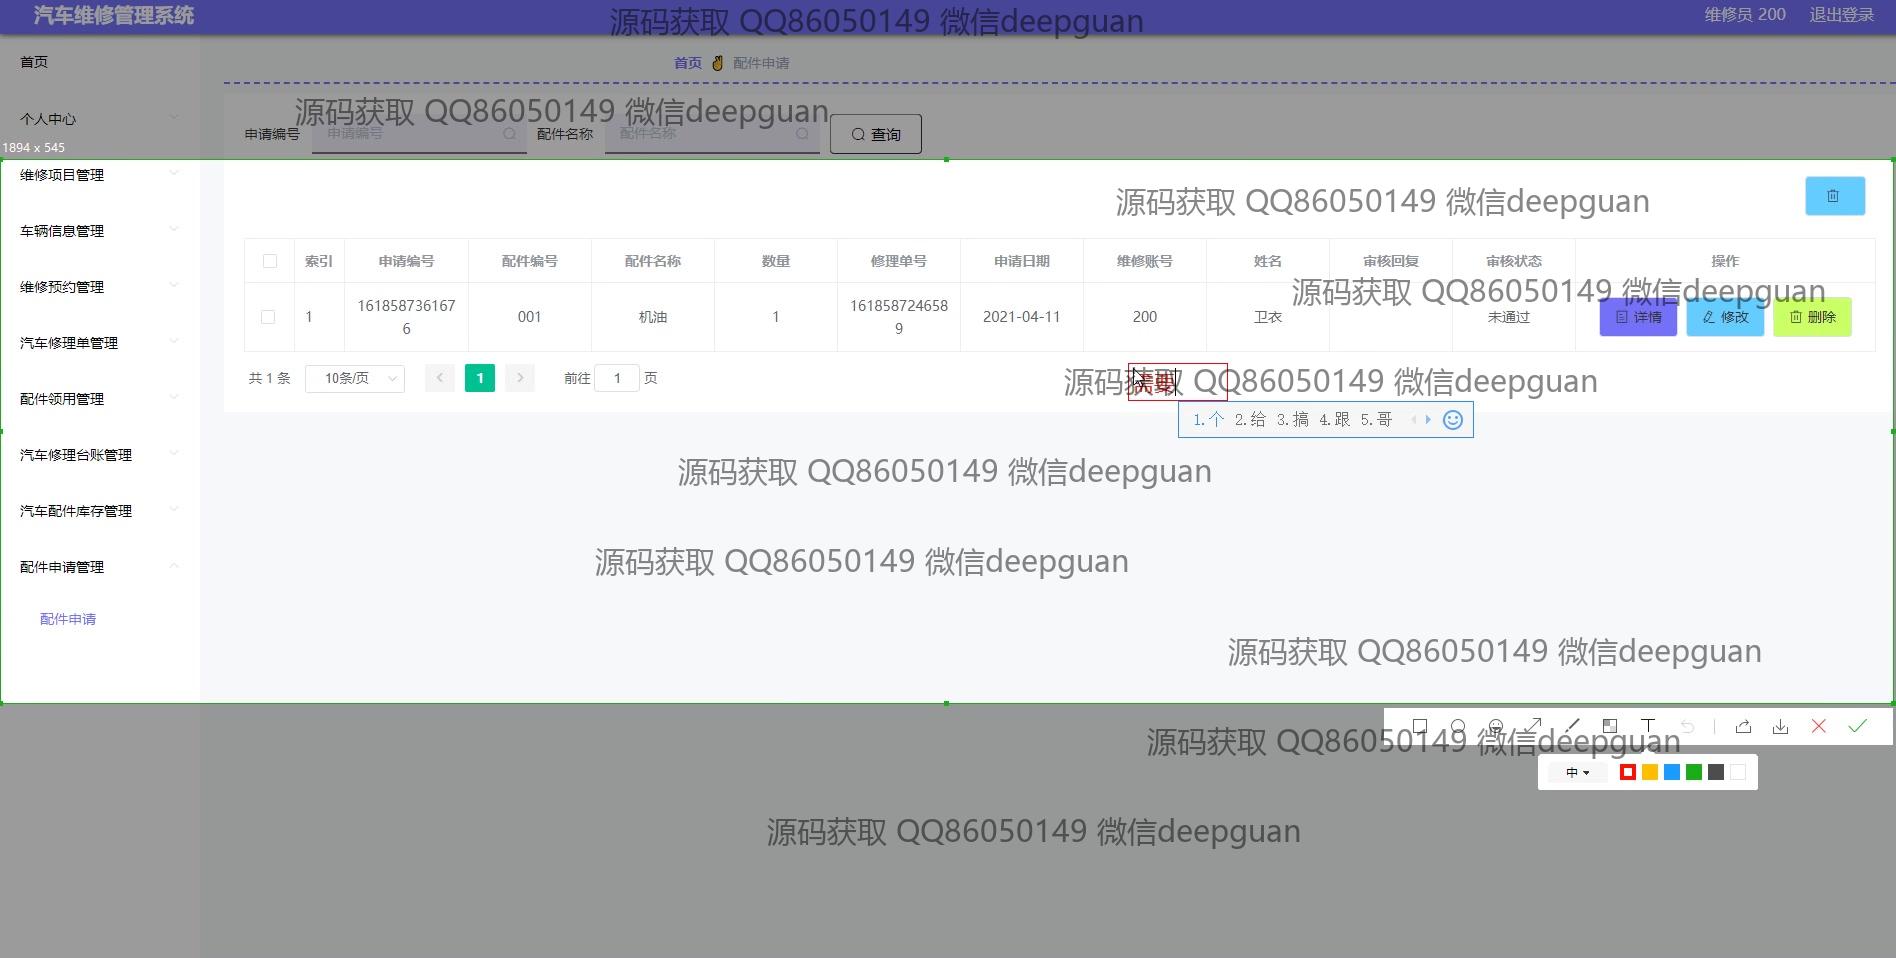 汽车维修管理系统
源码获取 QQ86050149 微信deepguan
维修员 200 退出登录
首页
首页 配件申请
个人中心
源码获取 QQ86050149 微信deepguan
申请编号 申请编号 配件名称 配件名称 查询
1894 x 545
维修项目管理
源码获取 QQ86050149 微信deepguan
车辆信息管理
索引 申请编号 配件编号 配件名称 数量 修理单号 申请日期 维修账号 姓名 审核回复 审核状态 操作
维修预约管理
源码获取 QQ86050149 微信deepguan
1 1618587361676 001 机油 1 1618587246589 2021-04-11 200 卫衣 未通过 详情 修改 删除
汽车修理单管理
共 1 条 10条/页 1 前往 1 页
源码获取 QQ86050149 微信deepguan
需要
配件领用管理
1.个 2.给 3.搞 4.跟 5.哥
汽车修理台账管理
源码获取 QQ86050149 微信deepguan
汽车配件库存管理
配件申请管理
源码获取 QQ86050149 微信deepguan
配件申请
源码获取 QQ86050149 微信deepguan
源码获取 QQ86050149 微信deepguan
中
源码获取 QQ86050149 微信deepguan